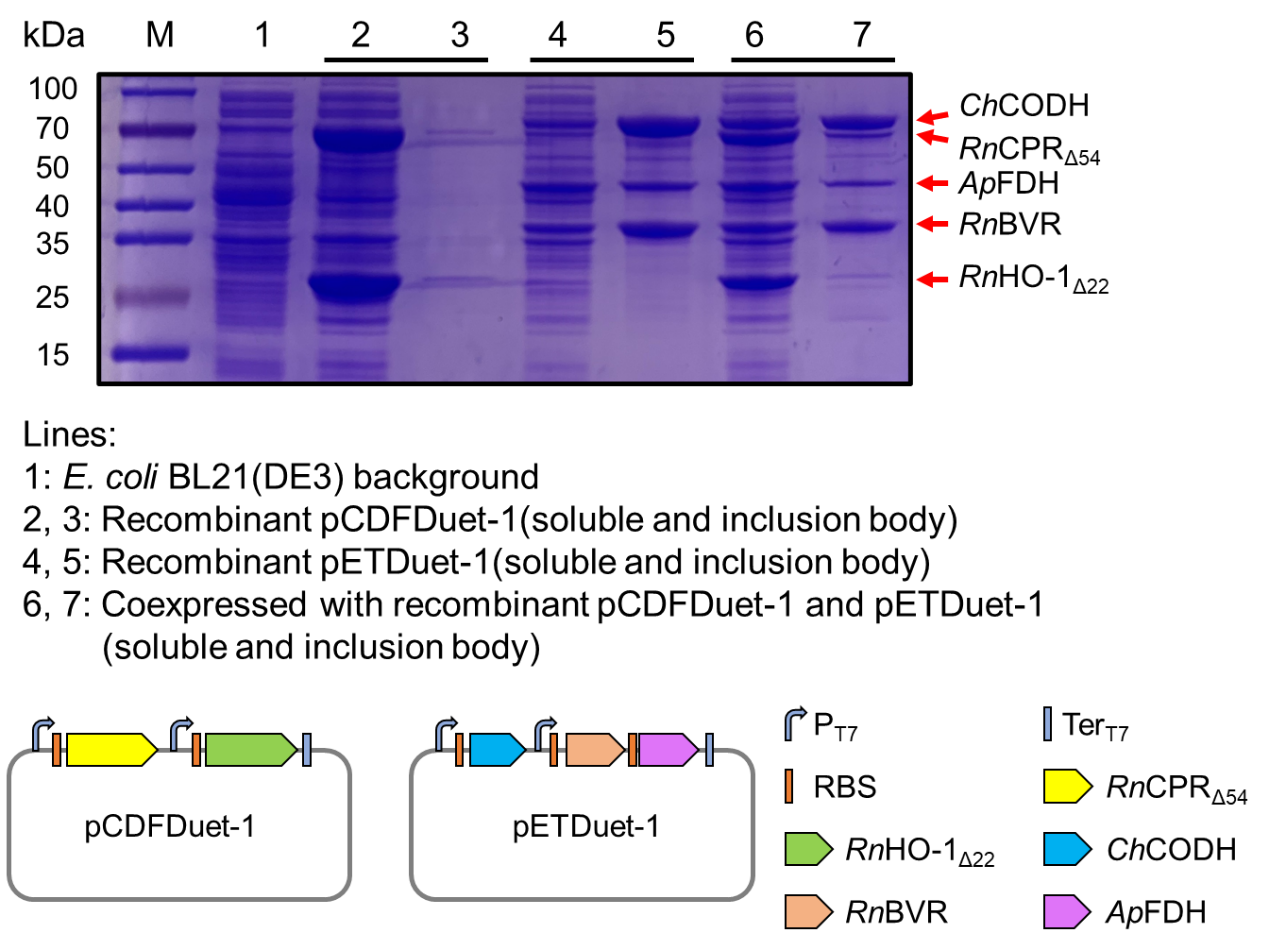 kDa M 1 2 3 4 5 6 7
100
70
50
40
35
25
15
ChCODH
RnCPRΔ54
ApFDH
RnBVR
RnHO-1Δ22
Lines:
1: E. coli BL21(DE3) background
2, 3: Recombinant pCDFDuet-1(soluble and inclusion body)
4, 5: Recombinant pETDuet-1(soluble and inclusion body)
6, 7: Coexpressed with recombinant pCDFDuet-1 and pETDuet-1
(soluble and inclusion body)
pCDFDuet-1
pETDuet-1
PT7
TerT7
RBS
RnCPRΔ54
RnHO-1Δ22
ChCODH
RnBVR
ApFDH